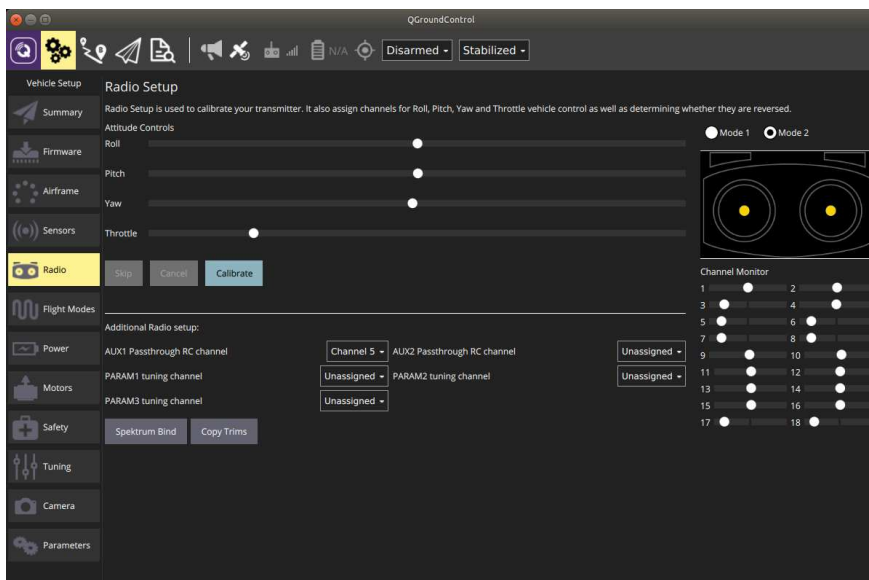 QGroundControl
N/A Disarmed Stabilized
Vehicle Setup
Summary
Firmware
Airframe
Sensors
Radio
Flight Modes
Power
Motors
Safety
Tuning
Camera
Parameters
Radio Setup
Radio Setup is used to calibrate your transmitter. It also assign channels for Roll, Pitch, Yaw and Throttle vehicle control as well as determining whether they are reversed.
Attitude Controls
Roll
Pitch
Yaw
Throttle
Skip Cancel Calibrate
Additional Radio setup:
AUX1 Passthrough RC channel Channel 5 AUX2 Passthrough RC channel Unassigned
PARAM1 tuning channel Unassigned PARAM2 tuning channel Unassigned
PARAM3 tuning channel Unassigned
Spektrum Bind Copy Trims
Mode 1 Mode 2
Channel Monitor
1 2
3 4
5 6
7 8
9 10
11 12
13 14
15 16
17 18